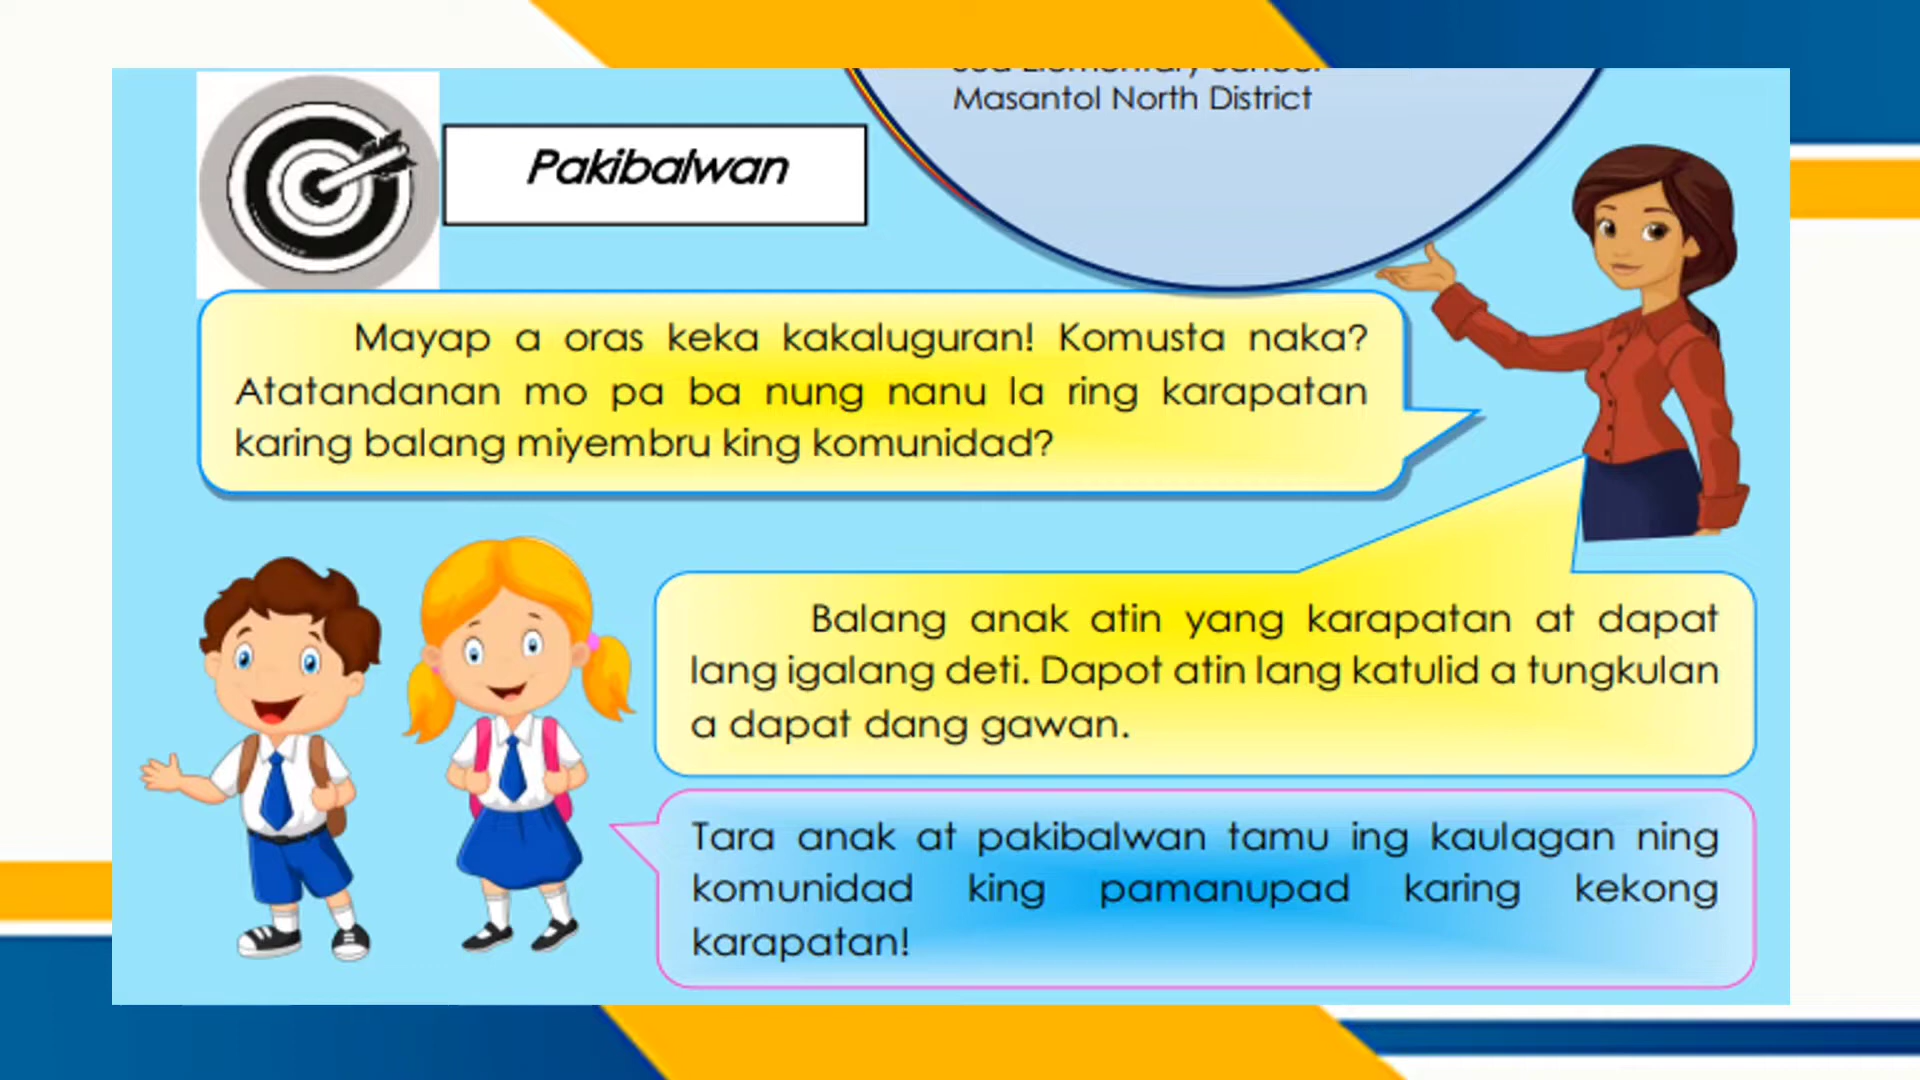 Masantol North District
Pakibalwan
Mayap a oras keka kakaluguran! Komusta naka?
Atatandanan mo pa ba nung nanu la ring karapatan
karing balang miyembru king komunidad?
Balang anak atin yang karapatan at dapat
lang igalang deti. Dapot atin lang katulid a tungkulan
a dapat dang gawan.
Tara anak at pakibalwan tamu ing kaulagan ning
komunidad king pamanupad karing kekong
karapatan!